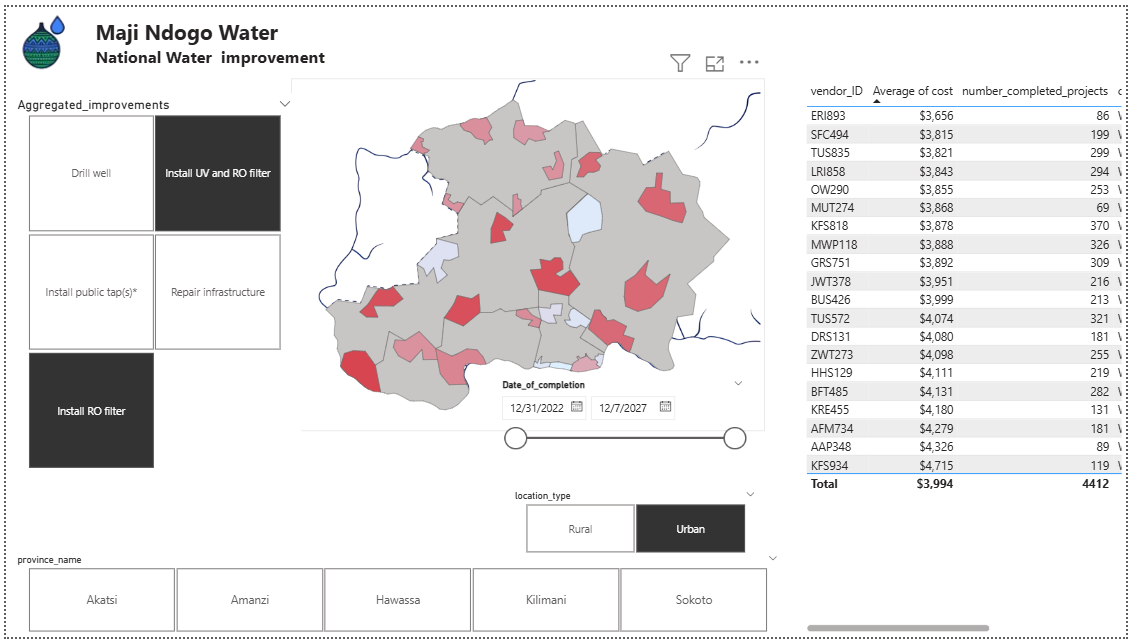 Maji Ndogo Water
National Water improvement
Aggregated_improvements
Drill well
Install UV and RO filter
Install public tap(s)*
Repair infrastructure
Install RO filter
Date_of_completion
12/31/2022 12/7/2027
location_type
Rural Urban
province_name
Akatsi Amanzi Hawassa Kilimani Sokoto
vendor_ID Average of cost number_completed_projects
ERI893 $3,656 86
SFC494 $3,815 199
TUS835 $3,821 299
LRI858 $3,843 294
OW290 $3,855 253
MUT274 $3,868 69
KFS818 $3,878 370
MWP118 $3,888 326
GRS751 $3,892 309
JWT378 $3,951 216
BUS426 $3,999 213
TUS572 $4,074 321
DRS131 $4,080 181
ZWT273 $4,098 255
HHS129 $4,111 219
BFT485 $4,131 282
KRE455 $4,180 131
AFM734 $4,279 181
AAP348 $4,326 89
KFS934 $4,715 119
Total $3,994 4412